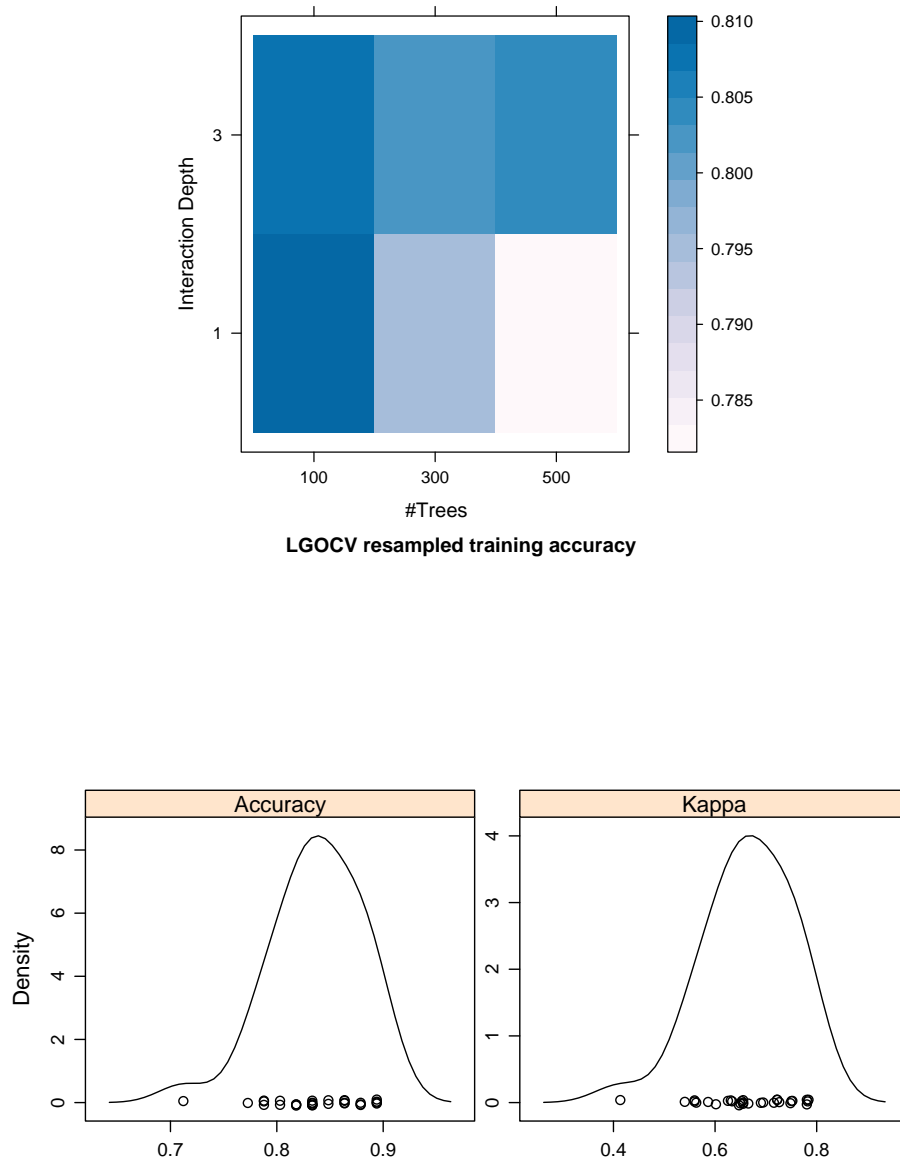 0.810
0.805
3
0.800
Interaction Depth
0.795
1
0.790
0.785
100 300 500
#Trees
LGOCV resampled training accuracy
Accuracy Kappa
Density
8
6
4
2
0
4
3
2
1
0
0.7 0.8 0.9
0.4 0.6 0.8